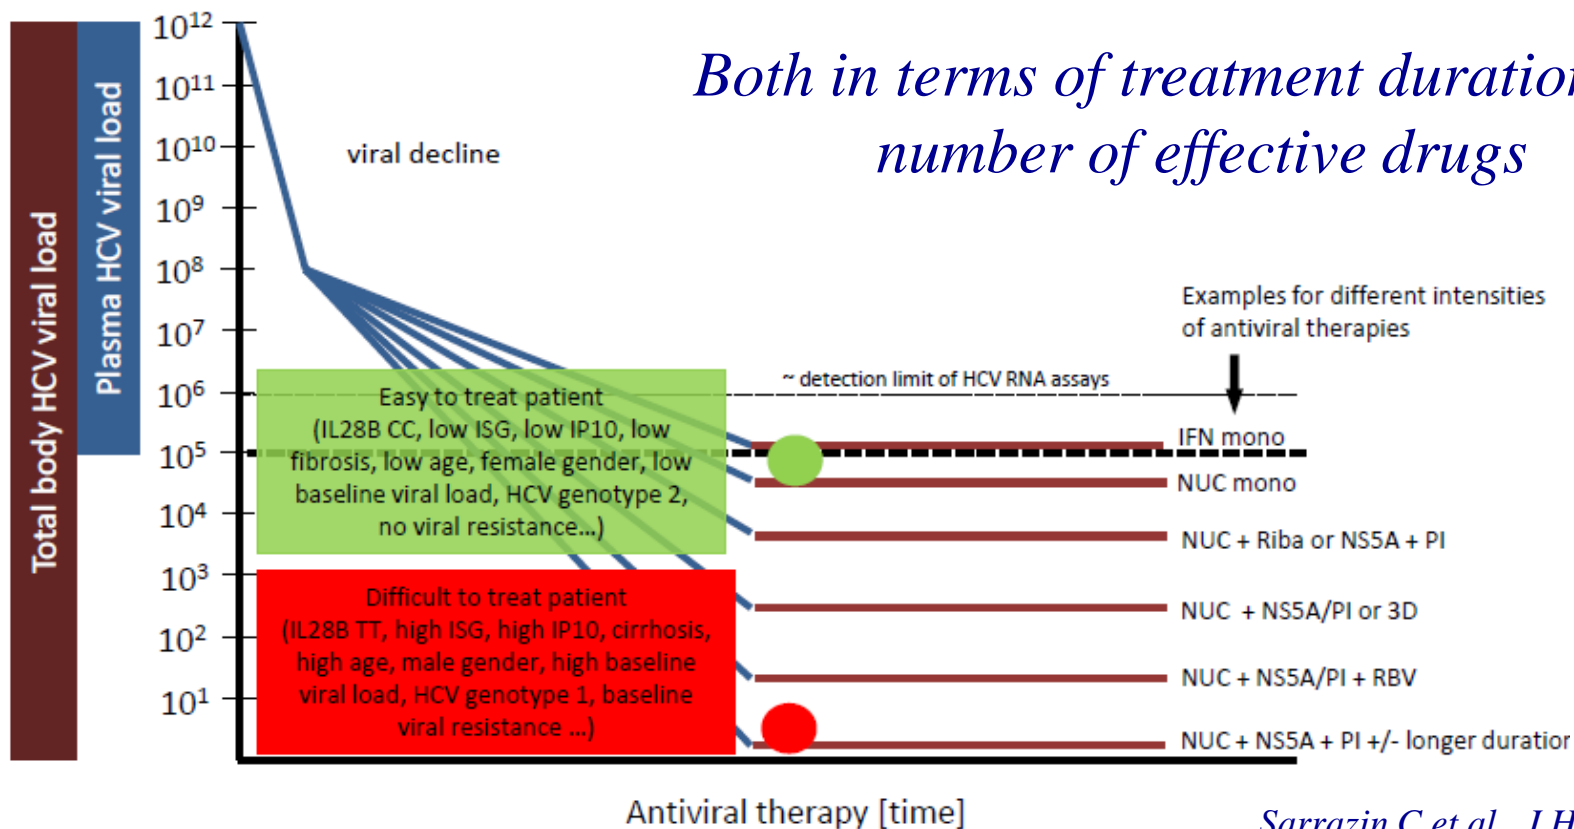 Both in terms of treatment duration
number of effective drugs
Total body HCV viral load
Plasma HCV viral load
10¹²
10¹¹
10¹⁰
10⁹
10⁸
10⁷
10⁶
10⁵
10⁴
10³
10²
10¹
viral decline
Examples for different intensities
of antiviral therapies
~ detection limit of HCV RNA assays
Easy to treat patient
(IL28B CC, low ISG, low IP10, low
fibrosis, low age, female gender, low
baseline viral load, HCV genotype 2,
no viral resistance...)
Difficult to treat patient
(IL28B TT, high ISG, high IP10, cirrhosis,
high age, male gender, high baseline
viral load, HCV genotype 1, baseline
viral resistance ...)
IFN mono
NUC mono
NUC + Riba or NS5A + PI
NUC + NS5A/PI or 3D
NUC + NS5A/PI + RBV
NUC + NS5A + PI +/- longer duration
Antiviral therapy [time]
Sarrazin C et al., J H